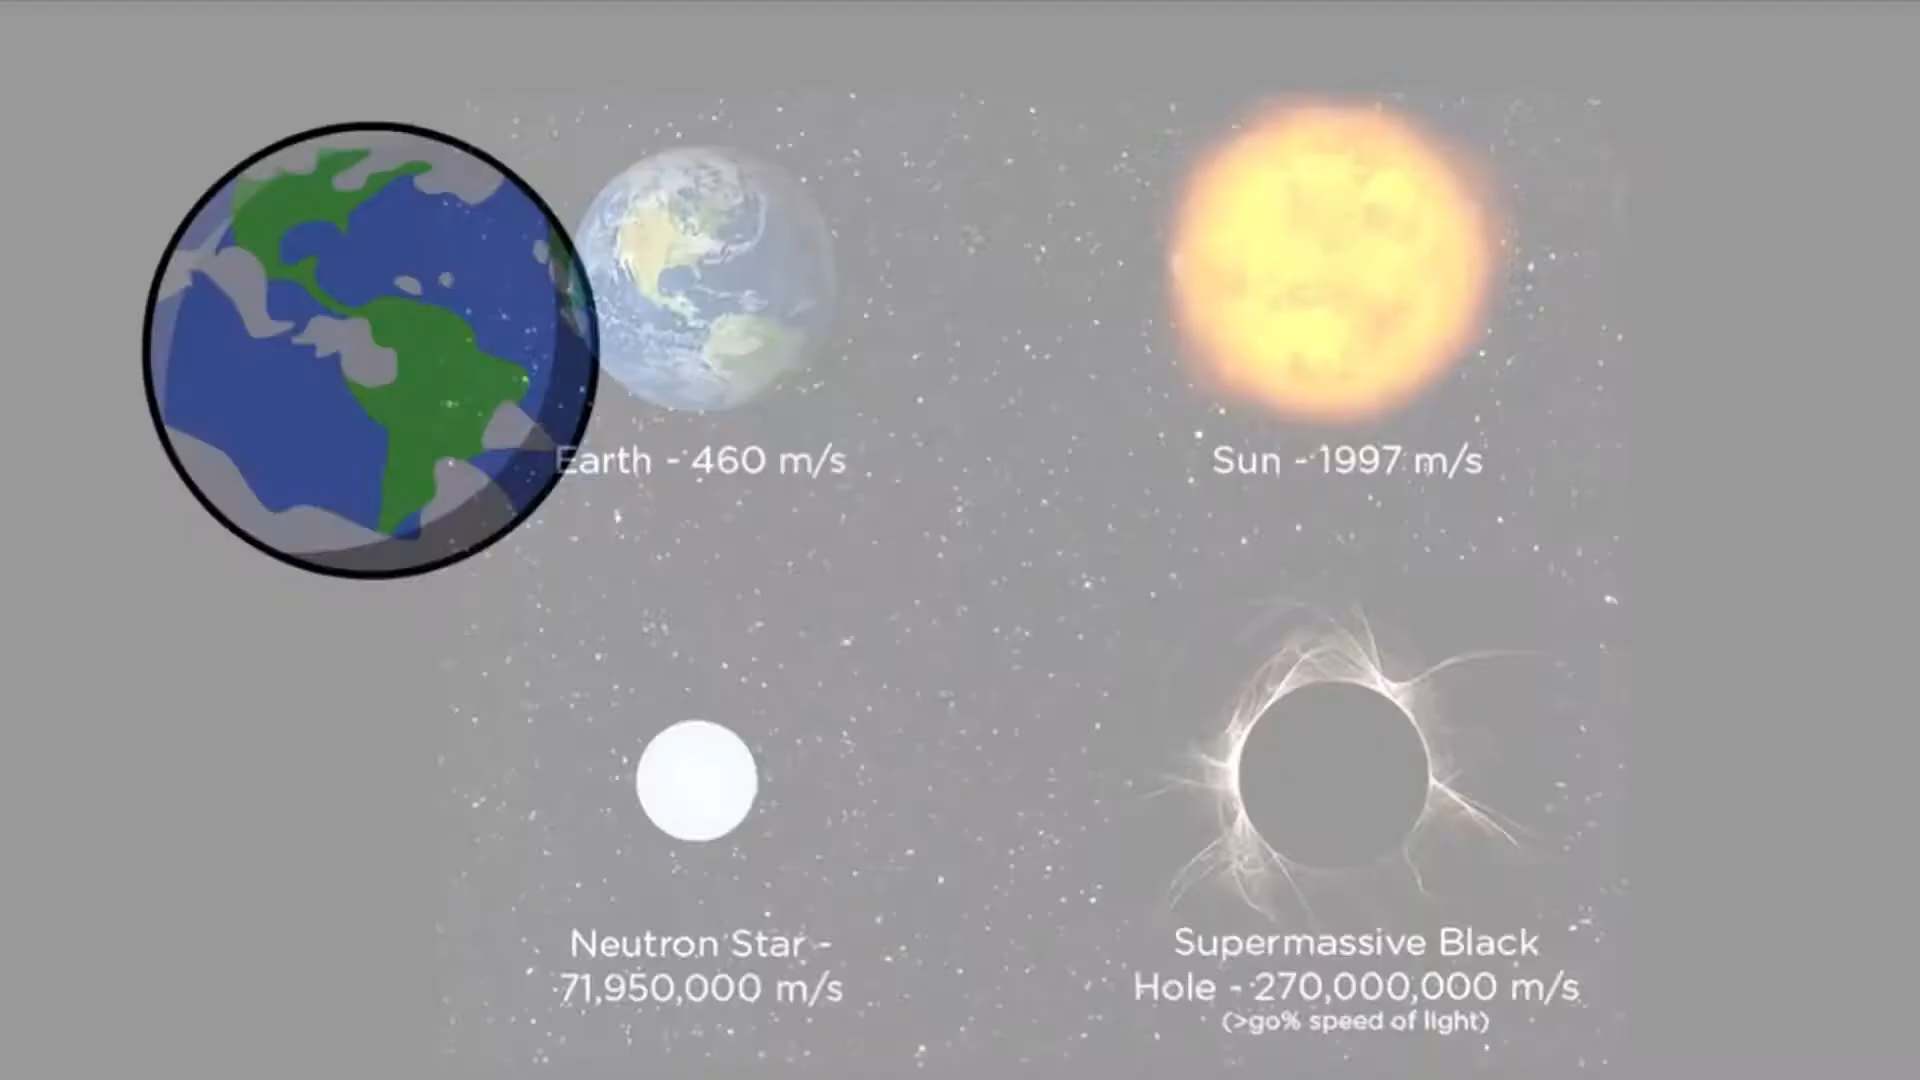 Earth - 460 m/s
Sun - 1997 m/s
Neutron Star -
71,950,000 m/s
Supermassive Black
Hole - 270,000,000 m/s
(>go% speed of light)